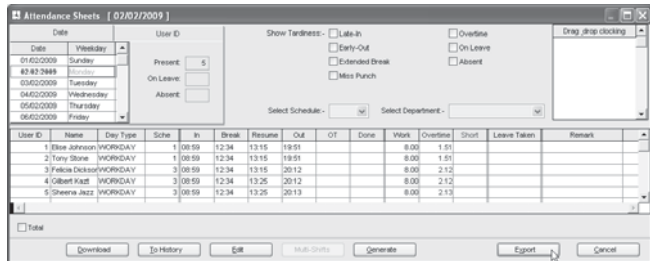 Attendance Sheets [ 02/02/2009 ]
Date User ID Show Tardiness:- Late-In Overtime Drag ,drop clocking:
Date Weekday Early-Out On Leave
01/02/2009 Sunday Present: 5 Extended Break Absent
02/02/2009 Monday Miss Punch
03/02/2009 Tuesday On Leave:
04/02/2009 Wednesday Absent:
05/02/2009 Thursday Select Schedule:- Select Department:-
06/02/2009 Friday
User ID Name Day Type Sche In Break Resume Out OT Done Work Overtime Short Leave Taken Remark
1 Elise Johnson WORKDAY 1 08:59 12:34 13:15 19:51 8.00 1.51
2 Tony Stone WORKDAY 1 08:59 12:34 13:15 19:51 8.00 1.51
3 Felicia Dickson WORKDAY 3 08:59 12:34 13:15 20:12 8.00 2.12
4 Gilbert Kazt WORKDAY 3 08:59 12:34 13:25 20:12 8.00 2.12
5 Sheena Jazz WORKDAY 3 08:59 12:34 13:25 20:13 8.00 2.13
Total
Download To History Edit Multi-Shifts Generate Export Cancel